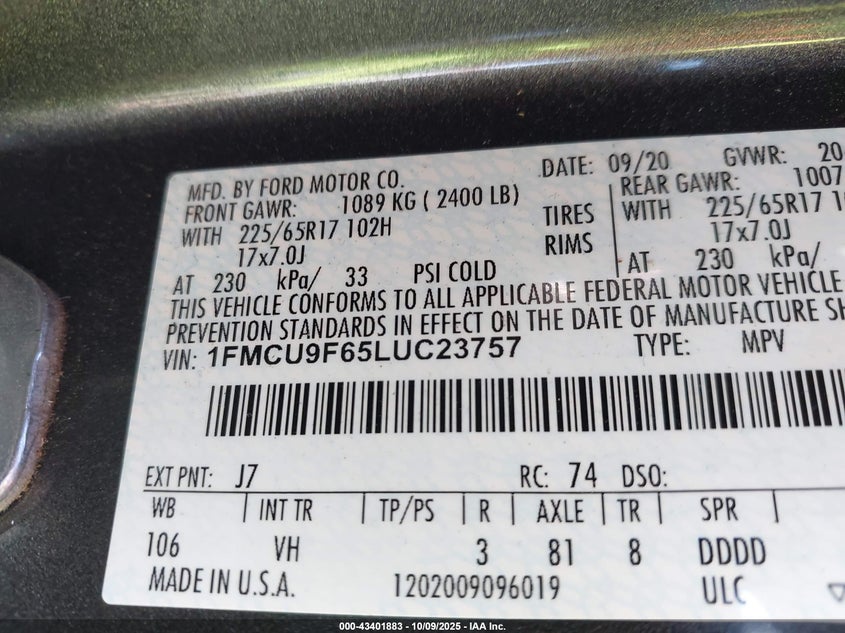 MFD. BY FORD MOTOR CO. DATE: 09/20 GVWR: 20
FRONT GAWR: 1089 KG ( 2400 LB) REAR GAWR: 1007
WITH 225/65R17 102H TIRES WITH 225/65R17
17x7.0J RIMS 17x7.0J
AT 230 kPa/ 33 PSI COLD AT 230 kPa/
THIS VEHICLE CONFORMS TO ALL APPLICABLE FEDERAL MOTOR VEHICLE
PREVENTION STANDARDS IN EFFECT ON THE DATE OF MANUFACTURE SH
VIN: 1FMCU9F65LUC23757 TYPE: MPV
EXT PNT: J7 RC: 74 DSO:
WB INT TR TP/PS R AXLE TR SPR
106 VH 3 81 8 DDDD
MADE IN U.S.A. 1202009096019 ULC
000-43401883 | 10/09/2025 - IAA Inc.